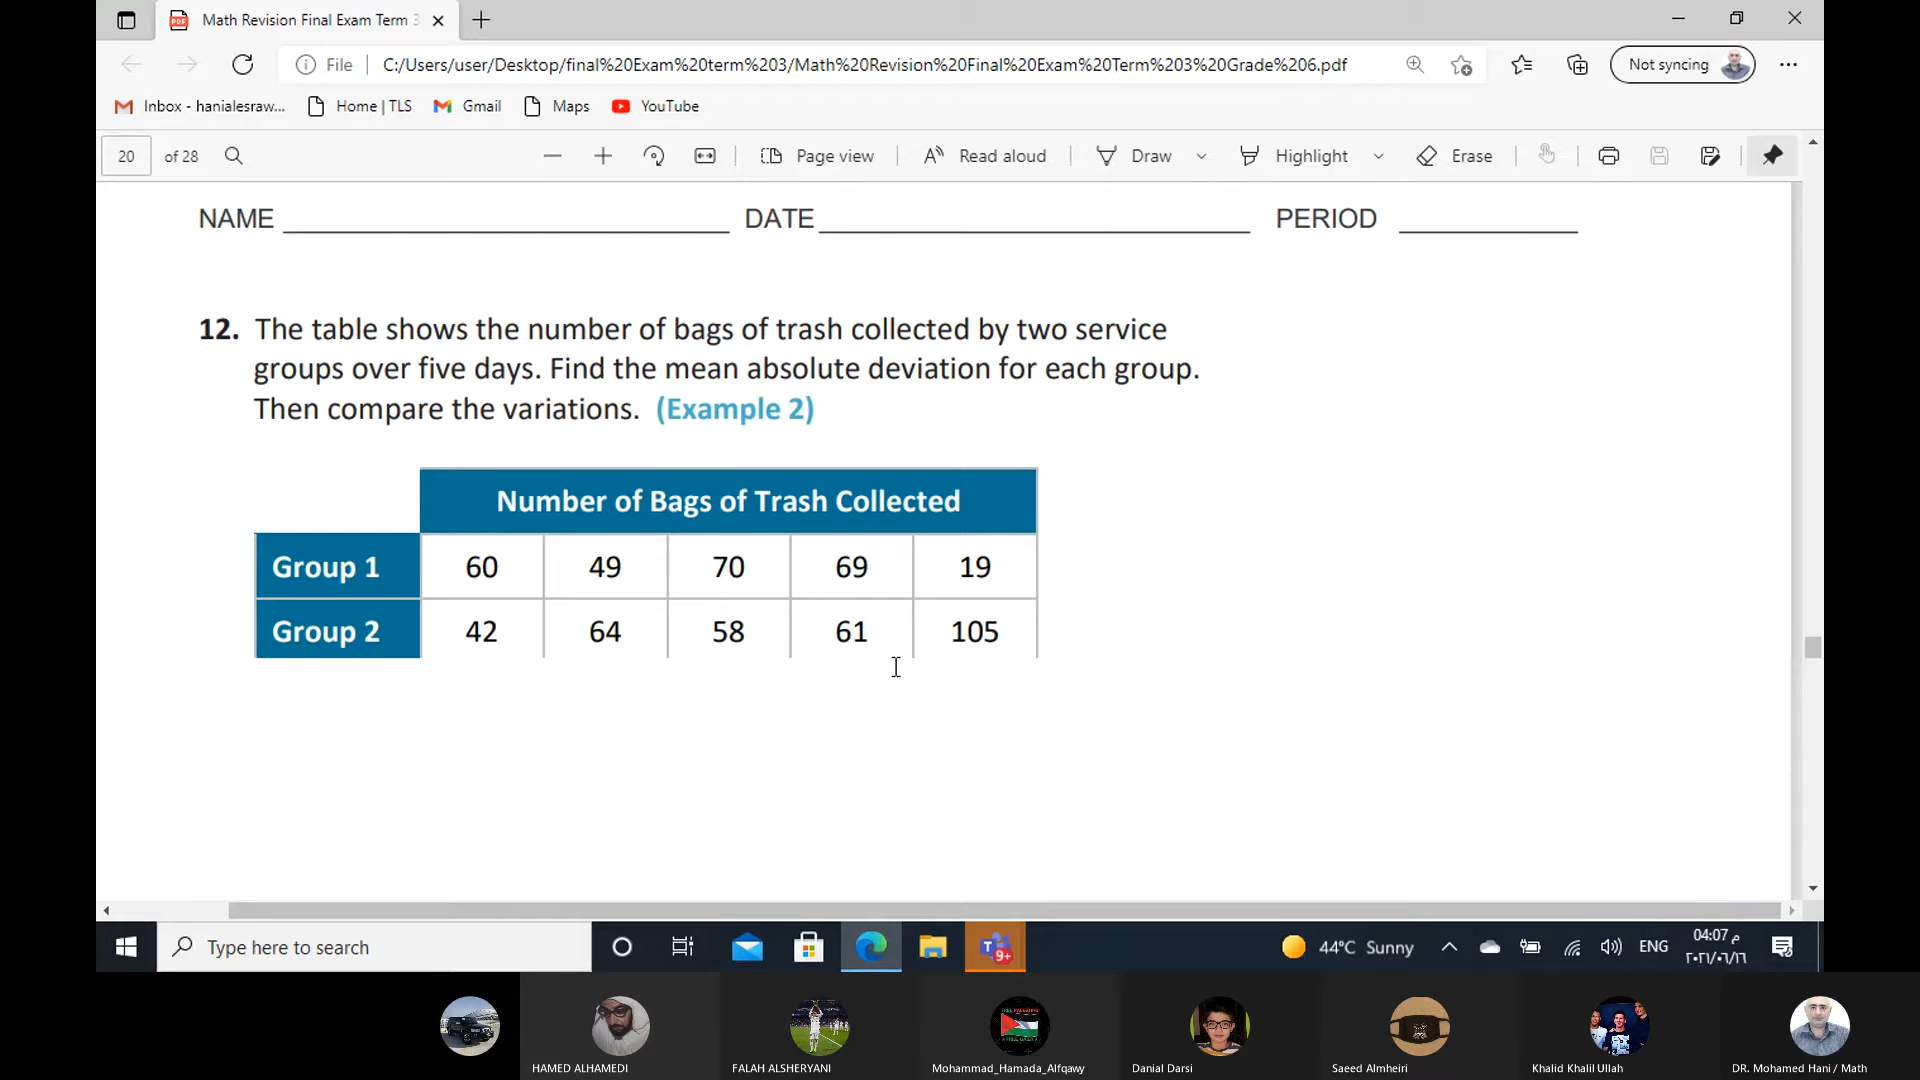 Math Revision Final Exam Term 3
File
C:/Users/user/Desktop/final%20Exam%20term%203/Math%20Revision%20Final%20Exam%20Term%203%20Grade%206.pdf
Not syncing
Inbox - hanialesraw...
Home | TLS
Gmail
Maps
YouTube
20 of 28
Page view
Read aloud
Draw
Highlight
Erase
NAME DATE PERIOD
12. The table shows the number of bags of trash collected by two service
groups over five days. Find the mean absolute deviation for each group.
Then compare the variations. (Example 2)
Number of Bags of Trash Collected
Group 1 60 49 70 69 19
Group 2 42 64 58 61 105
Type here to search
9+
44°C Sunny
ENG
04:07 م
٢٠٢١/٠٦/١٦
HAMED ALHAMEDI
FALAH ALSHERYANI
Mohammad_Hamada_Alfqawy
Danial Darsi
Saeed Almheiri
Khalid Khalil Ullah
DR. Mohamed Hani / Math